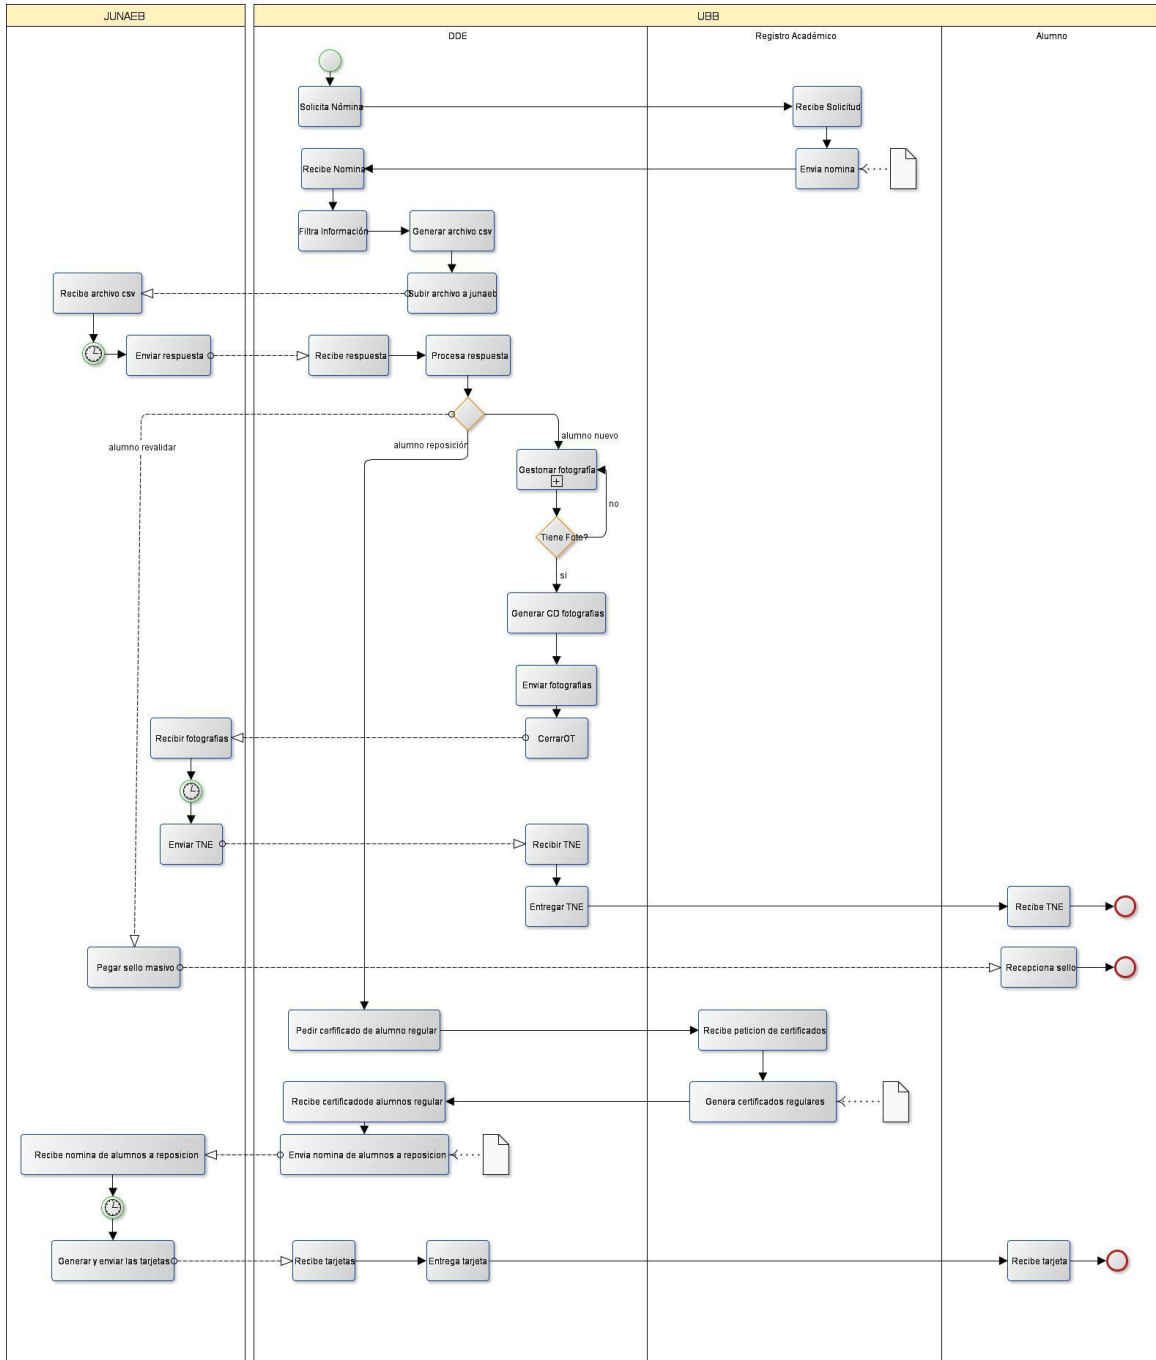 JUNAEB
UBB
DDE
Registro Académico
Alumno
Solicita Nómina
Recibe Solicitud
Recibe Nomina
Envia nomina
Filtra Información
Generar archivo csv
Recibe archivo csv
Subir archivo a junaeb
Enviar respuesta
Recibe respuesta
Procesa respuesta
alumno revalidar
alumno reposición
alumno nuevo
Gestonar fotografía
no
Tiene Foto?
si
Generar CD fotografias
Enviar fotografias
Recibir fotografias
CerrarOT
Enviar TNE
Recibir TNE
Entregar TNE
Recibe TNE
Pegar sello masivo
Recepciona sello
Pedir cerfificado de alumno regular
Recibe peticion de certificados
Recibe certificadode alumnos regular
Genera certificados regulares
Recibe nomina de alumnos a reposicion
Envia nomina de alumnos a reposicion
Generar y enviar las tarjetas
Recibe tarjetas
Entrega tarjeta
Recibe tarjeta